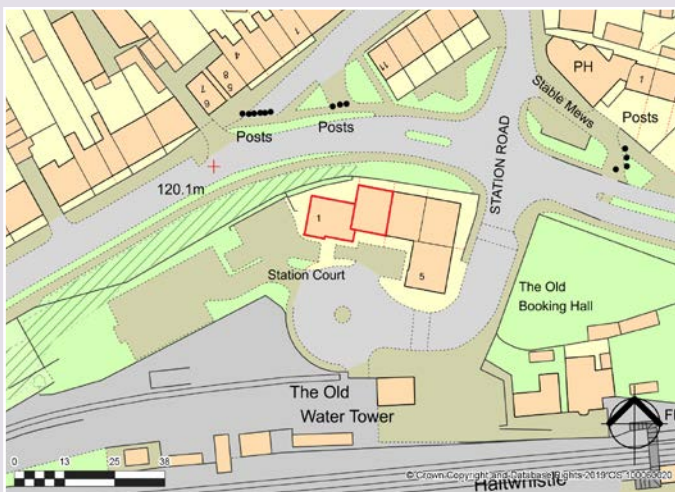 1
4
5
8
7
6
11
PH
1
Stable Mews
Posts
Posts
Posts
STATION ROAD
120.1m
1
5
Station Court
The Old
Booking Hall
The Old
Water Tower
0 13 25 38
© Crown Copyright and Database Rights 2019 OS 100060020
Haltwhistle